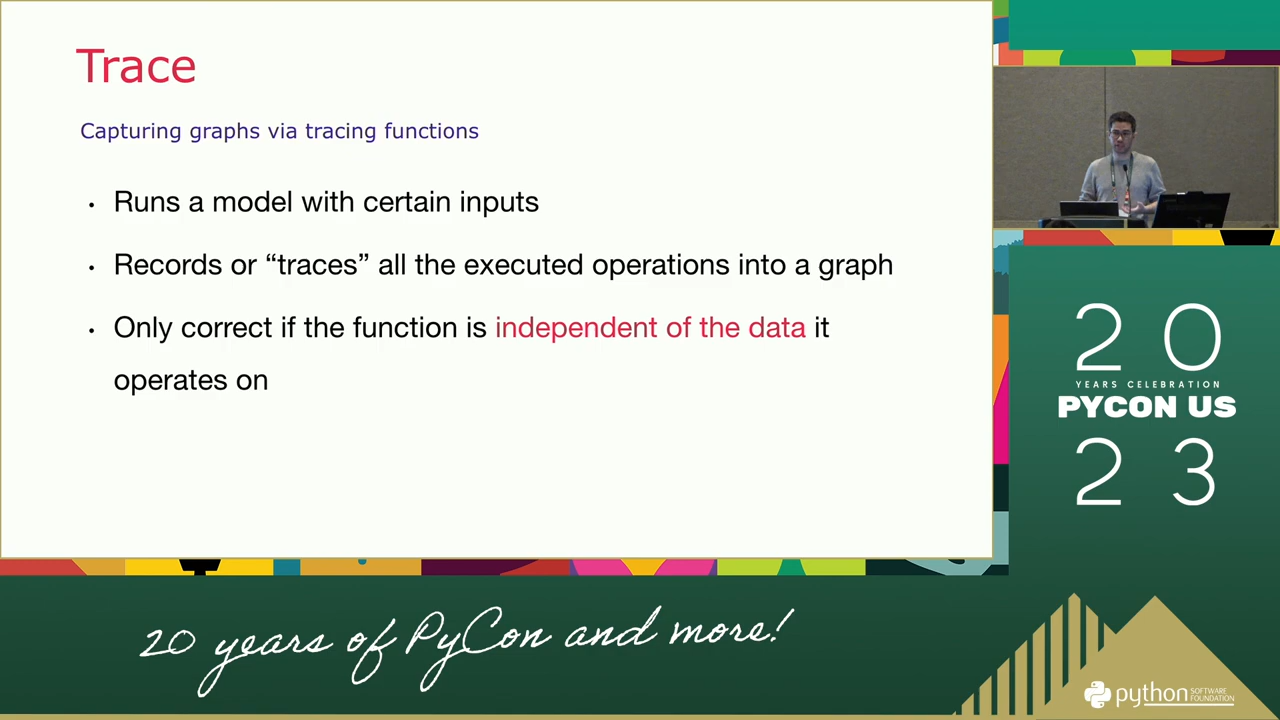 Trace
Capturing graphs via tracing functions
• Runs a model with certain inputs
• Records or “traces” all the executed operations into a graph
• Only correct if the function is independent of the data it
operates on
20
YEARS CELEBRATION
PYCON US
23
20 years of PyCon and more!
python SOFTWARE
FOUNDATION